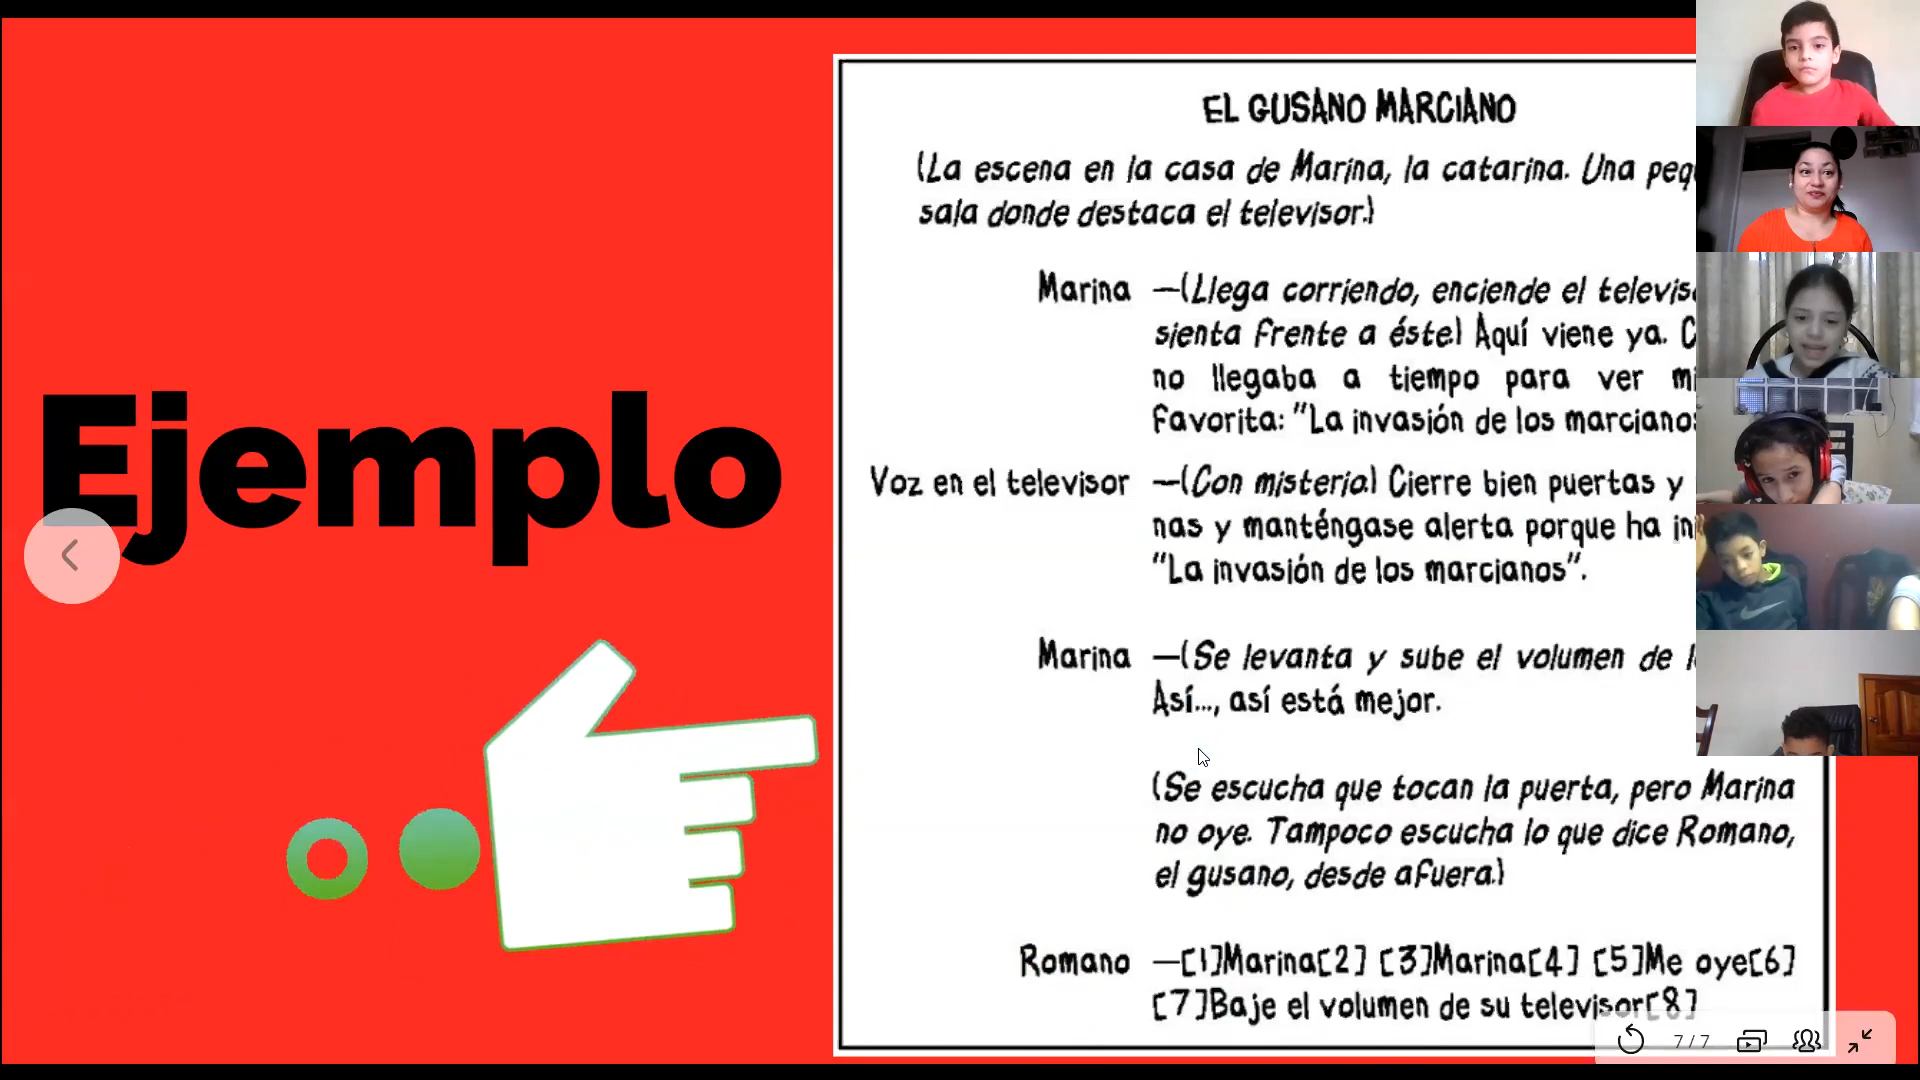 Ejemplo
EL GUSANO MARCIANO
(La escena en la casa de Marina, la catarina. Una peq
sala donde destaca el televisor.)
Marina —(Llega corriendo, enciende el televis
sienta frente a éste.) Aquí viene ya. C
no llegaba a tiempo para ver mi
favorita: "La invasión de los marcianos
Voz en el televisor —(Con misterio.) Cierre bien puertas y
nas y manténgase alerta porque ha in
"La invasión de los marcianos".
Marina —(Se levanta y sube el volumen de l
Así..., así está mejor.
(Se escucha que tocan la puerta, pero Marina
no oye. Tampoco escucha lo que dice Romano,
el gusano, desde afuera.)
Romano —[1]Marina[2] [3]Marina[4] [5]Me oye[6]
[7]Baje el volumen de su televisor[8]
7 / 7